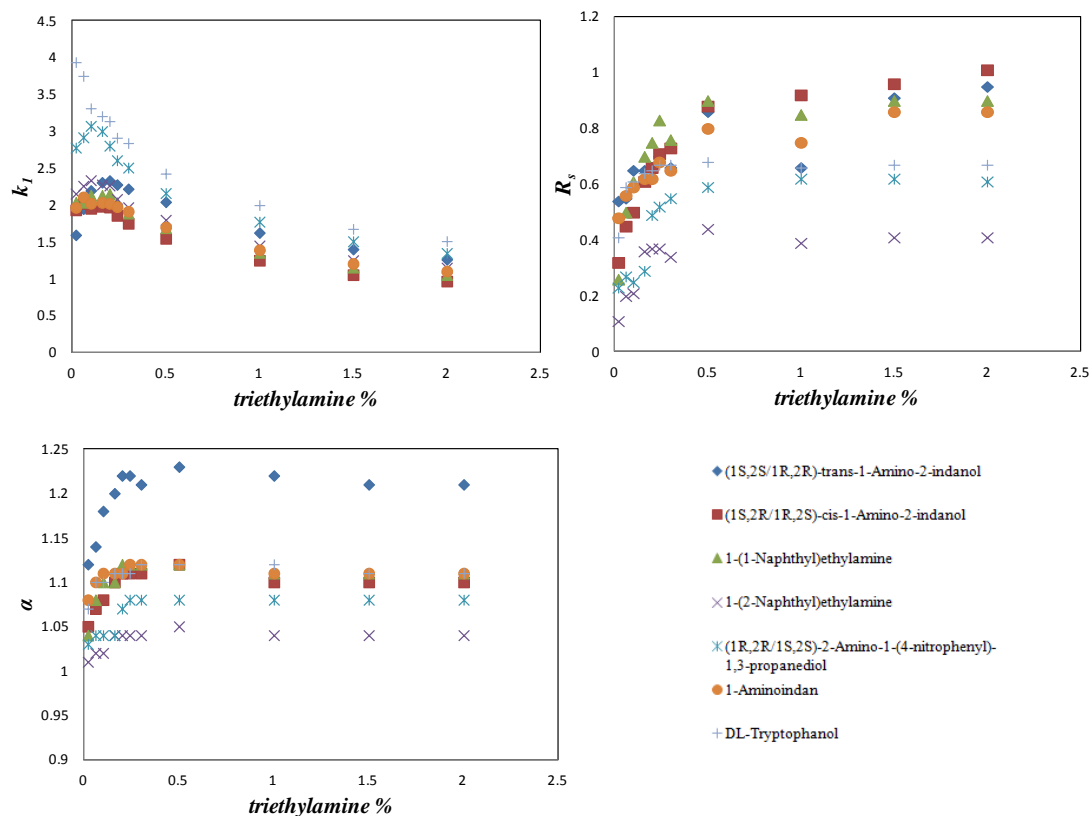 k1
4.5
4
3.5
3
2.5
2
1.5
1
0.5
0
0 0.5 1 1.5 2 2.5
triethylamine %
Rs
1.2
1
0.8
0.6
0.4
0.2
0
0 0.5 1 1.5 2 2.5
triethylamine %
α
1.25
1.2
1.15
1.1
1.05
1
0.95
0.9
0 0.5 1 1.5 2 2.5
triethylamine %
(1S,2S/1R,2R)-trans-1-Amino-2-indanol
(1S,2R/1R,2S)-cis-1-Amino-2-indanol
1-(1-Naphthyl)ethylamine
1-(2-Naphthyl)ethylamine
(1R,2R/1S,2S)-2-Amino-1-(4-nitrophenyl)-
1,3-propanediol
1-Aminoindan
DL-Tryptophanol